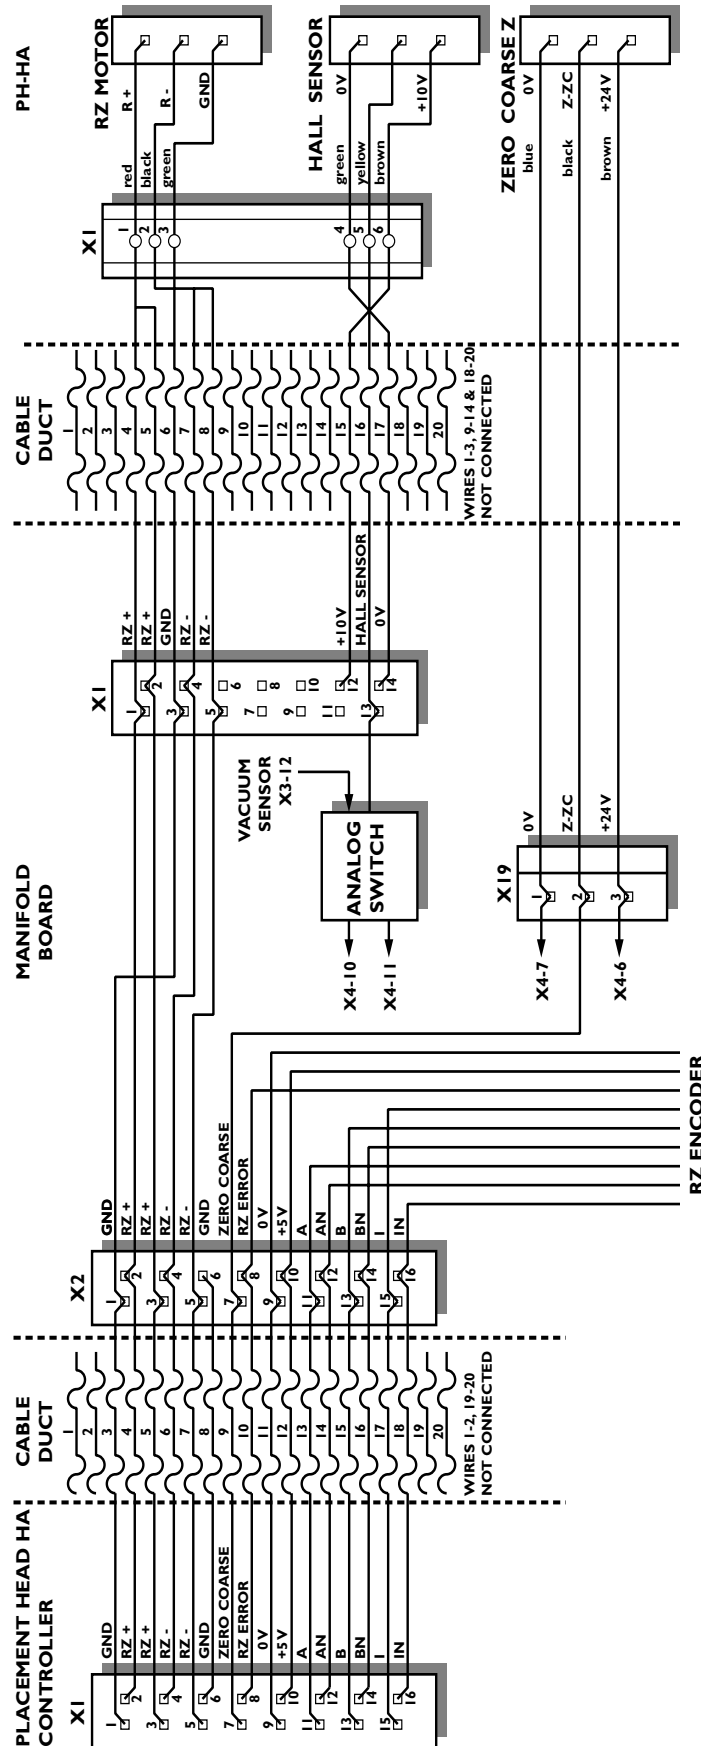 PH-HA
RZ MOTOR
R +
R -
GND
red
black
green
HALL SENSOR
0V
+10V
green
yellow
brown
ZERO COARSE Z
0V
Z-ZC
+24V
blue
black
brown
X1
1
2
3
4
5
6
CABLE
DUCT
1
2
3
4
5
6
7
8
9
10
11
12
13
14
15
16
17
18
19
20
WIRES 1-3, 9-14 & 18-20
NOT CONNECTED
MANIFOLD
BOARD
RZ +
RZ +
GND
RZ -
RZ -
+10V
HALL SENSOR
0V
X1
1
2
3
4
5
6
7
8
9
10
11
12
13
14
VACUUM
SENSOR
X3-12
ANALOG
SWITCH
X4-10
X4-11
0V
Z-ZC
+24V
X19
1
2
3
X4-7
X4-6
RZ ENCODER
GND
RZ +
RZ +
RZ -
RZ -
GND
ZERO COARSE
RZ ERROR
0V
+5V
A
AN
B
BN
I
IN
X2
1
2
3
4
5
6
7
8
9
10
11
12
13
14
15
16
CABLE
DUCT
1
2
3
4
5
6
7
8
9
10
11
12
13
14
15
16
17
18
19
20
WIRES 1-2, 19-20
NOT CONNECTED
PLACEMENT HEAD HA
CONTROLLER
GND
RZ +
RZ +
RZ -
RZ -
GND
ZERO COARSE
RZ ERROR
0V
+5V
A
AN
B
BN
I
IN
X1
1
2
3
4
5
6
7
8
9
10
11
12
13
14
15
16